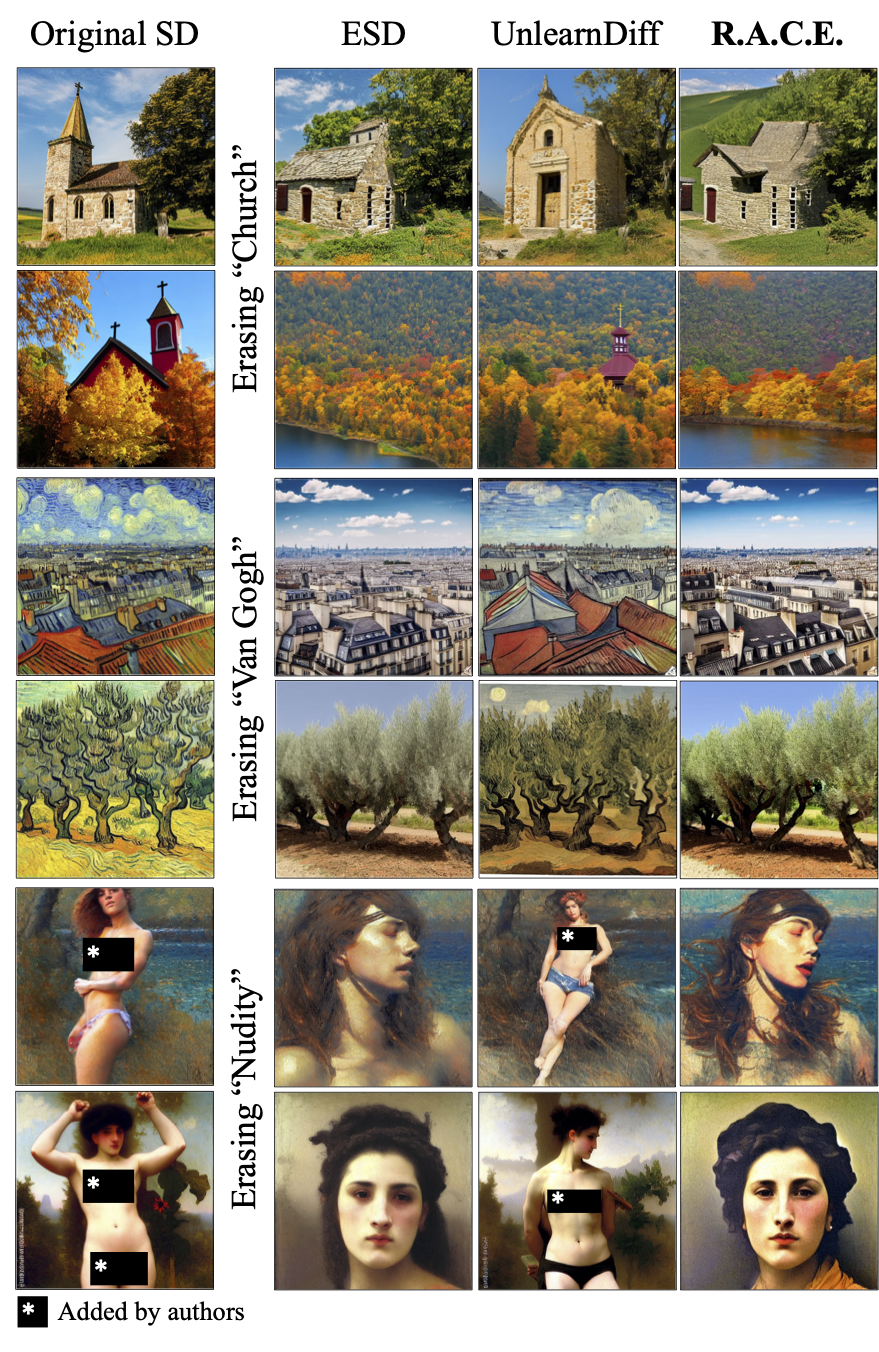 Original SD
ESD
UnlearnDiff
R.A.C.E.
Erasing “Church”
Erasing “Van Gogh”
Erasing “Nudity”
*
*
*
*
*
* Added by authors